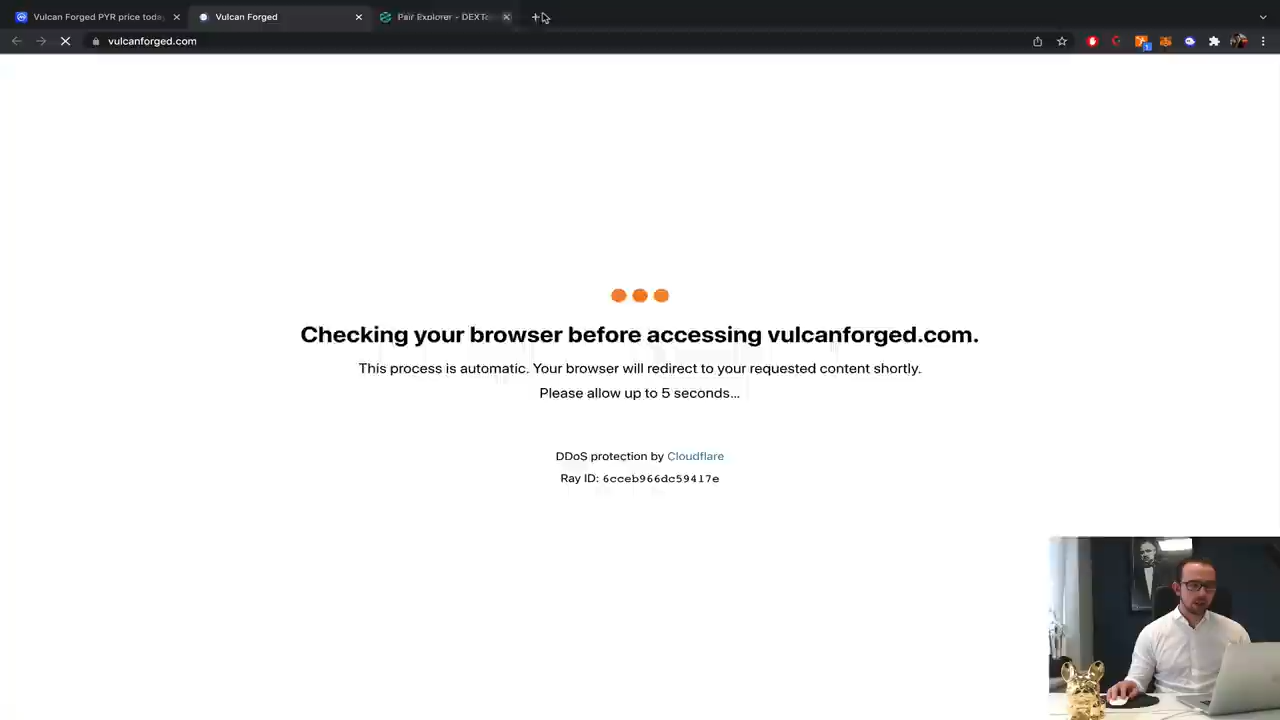 Vulcan Forged PYR price today
Vulcan Forged
Pair Explorer - DEXTo
vulcanforged.com
1
Checking your browser before accessing vulcanforged.com.
This process is automatic. Your browser will redirect to your requested content shortly.
Please allow up to 5 seconds...
DDoS protection by Cloudflare
Ray ID: 6cceb966dc59417e